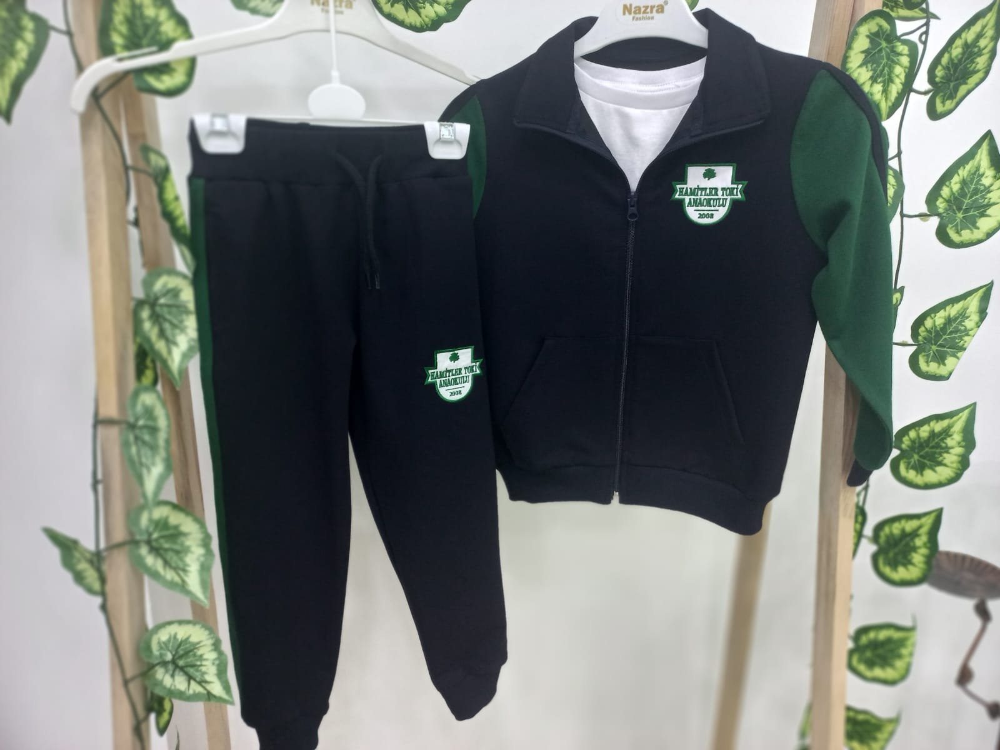 Nazra
Fashion
Nazra®
Fashion
HAMİTLER TOKİ
ANAOKULU
2008
HAMİTLER TOKİ
ANAOKULU
2008